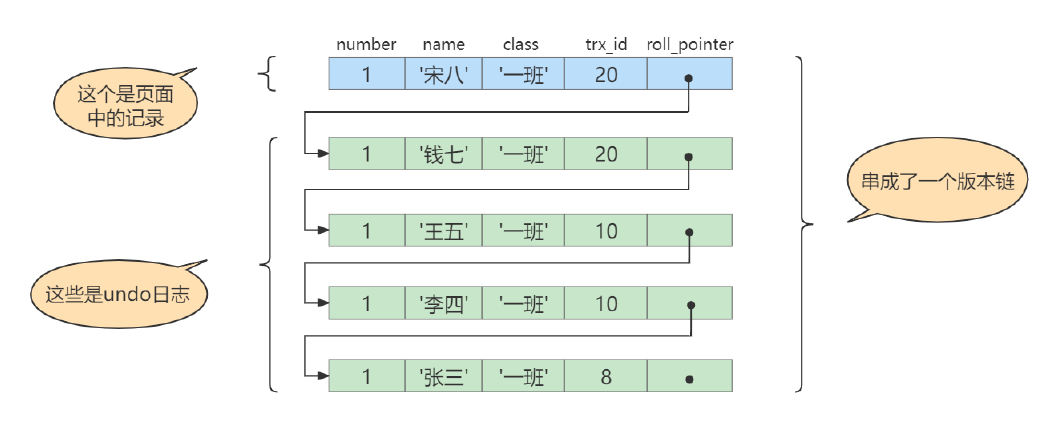 number name class trx_id roll_pointer
1 '宋八' '一班' 20
这个是页面
中的记录
1 '钱七' '一班' 20
串成了一个版本链
1 '王五' '一班' 10
这些是undo日志
1 '李四' '一班' 10
1 '张三' '一班' 8